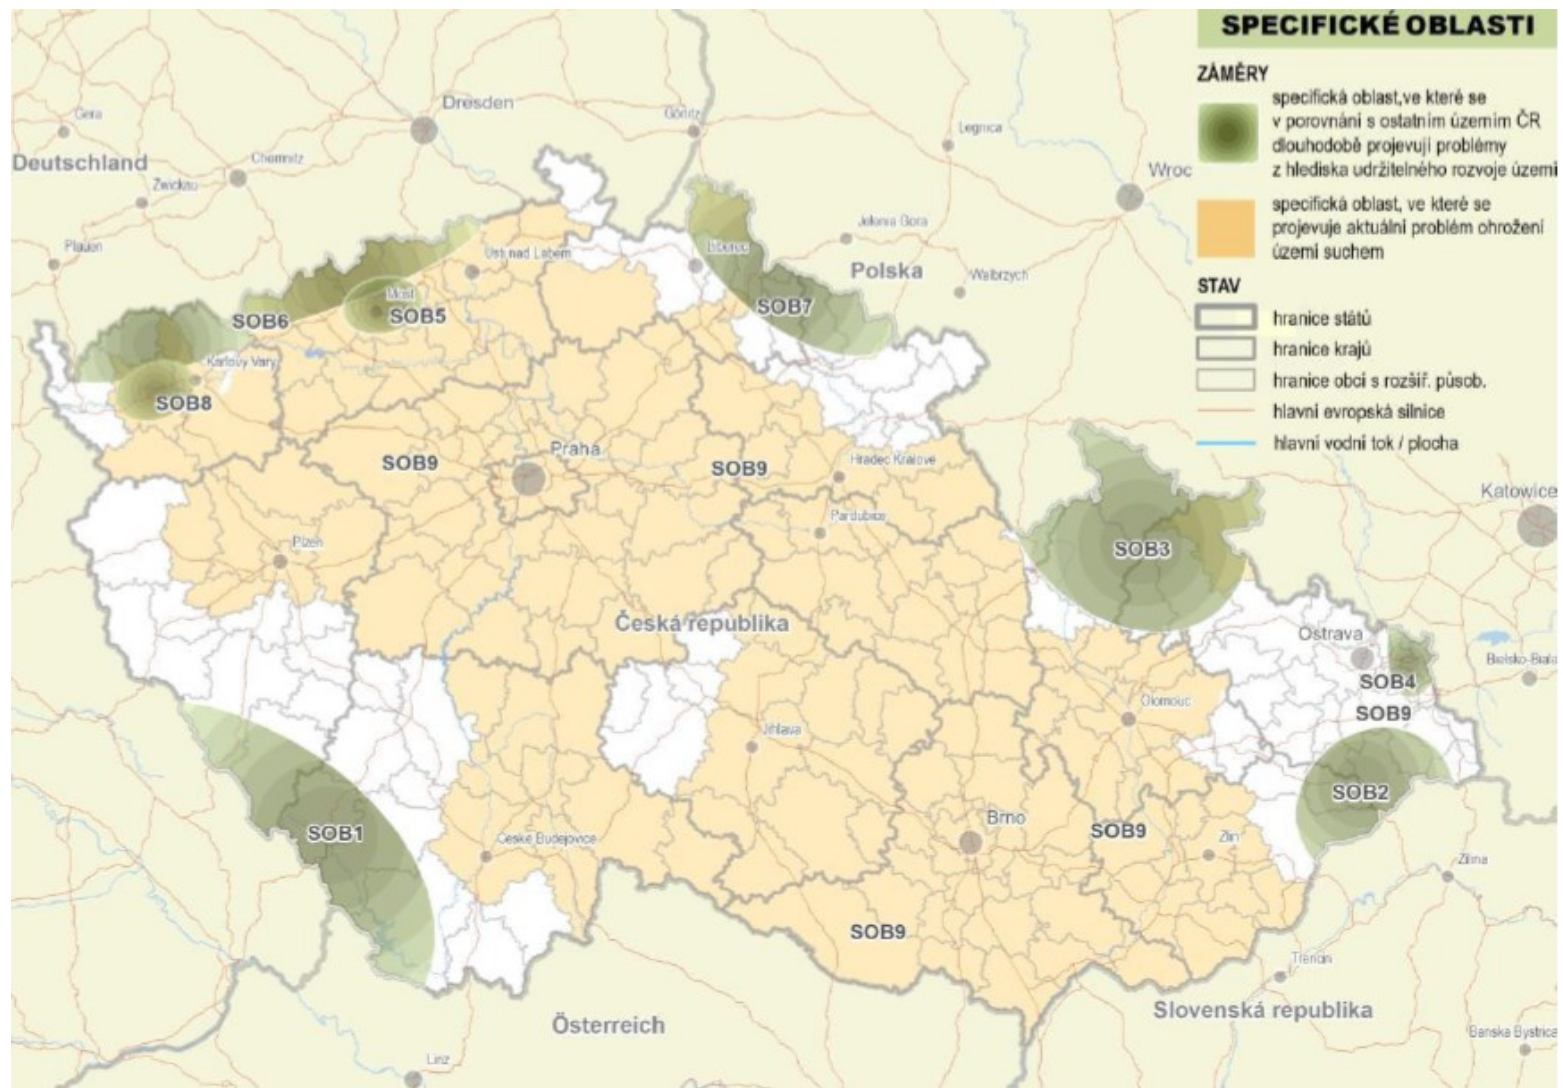 SPECIFICKÉ OBLASTI
ZÁMĚRY
specifická oblast,ve které se
v porovnání s ostatním územím ČR
dlouhodobě projevují problémy
z hlediska udržitelného rozvoje území
specifická oblast, ve které se
projevuje aktuální problém ohrožení
území suchem
STAV
hranice států
hranice krajů
hranice obcí s rozšíř. působ.
hlavní evropská silnice
hlavní vodní tok / plocha
Dresden
Gera
Görlitz
Legnica
Deutschland
Chemnitz
Zwickau
Wroc
Plauen
Jelenia Gora
Ústí nad Labem
Liberec
Polska
Walbrzych
Most
SOB7
SOB6
SOB5
Karlovy Vary
SOB8
Praha
SOB9
SOB9
Hradec Králové
Katowice
Pardubice
Plzeň
SOB3
Česká republika
Ostrava
Bielsko-Biala
SOB4
Olomouc
SOB9
Jihlava
SOB2
Brno
SOB1
SOB9
České Budějovice
Zlín
Žilina
SOB9
Trenčín
Slovenská republika
Österreich
Banska Bystrica
Linz